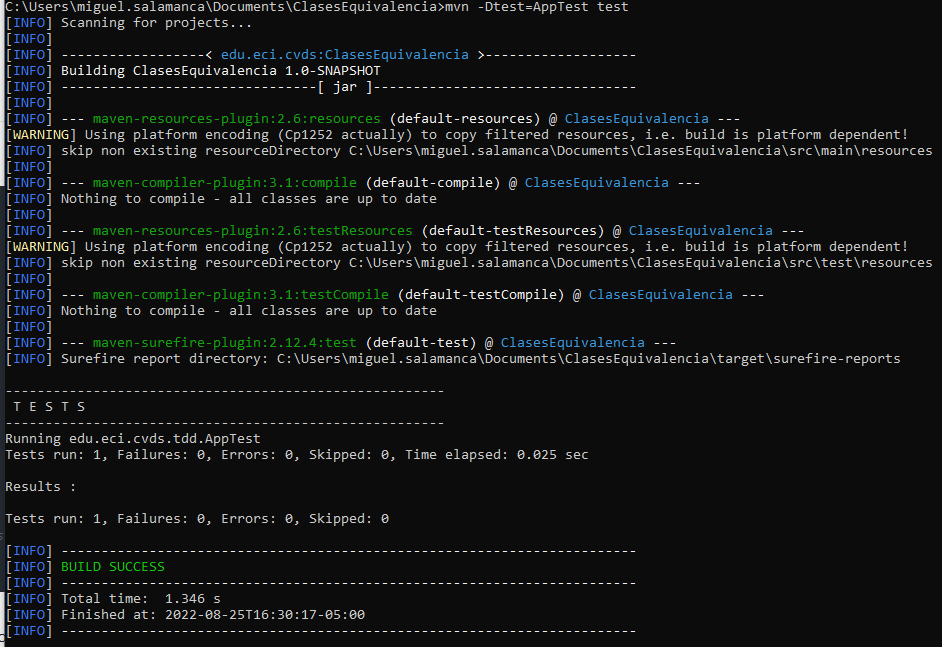 C:\Users\miguel.salamanca\Documents\ClasesEquivalencia>mvn -Dtest=AppTest test
[INFO] Scanning for projects...
[INFO]
[INFO] ------------------< edu.eci.cvds:ClasesEquivalencia >-------------------
[INFO] Building ClasesEquivalencia 1.0-SNAPSHOT
[INFO] --------------------------------[ jar ]---------------------------------
[INFO]
[INFO] --- maven-resources-plugin:2.6:resources (default-resources) @ ClasesEquivalencia ---
[WARNING] Using platform encoding (Cp1252 actually) to copy filtered resources, i.e. build is platform dependent!
[INFO] skip non existing resourceDirectory C:\Users\miguel.salamanca\Documents\ClasesEquivalencia\src\main\resources
[INFO]
[INFO] --- maven-compiler-plugin:3.1:compile (default-compile) @ ClasesEquivalencia ---
[INFO] Nothing to compile - all classes are up to date
[INFO]
[INFO] --- maven-resources-plugin:2.6:testResources (default-testResources) @ ClasesEquivalencia ---
[WARNING] Using platform encoding (Cp1252 actually) to copy filtered resources, i.e. build is platform dependent!
[INFO] skip non existing resourceDirectory C:\Users\miguel.salamanca\Documents\ClasesEquivalencia\src\test\resources
[INFO]
[INFO] --- maven-compiler-plugin:3.1:testCompile (default-testCompile) @ ClasesEquivalencia ---
[INFO] Nothing to compile - all classes are up to date
[INFO]
[INFO] --- maven-surefire-plugin:2.12.4:test (default-test) @ ClasesEquivalencia ---
[INFO] Surefire report directory: C:\Users\miguel.salamanca\Documents\ClasesEquivalencia\target\surefire-reports
-------------------------------------------------------
T E S T S
-------------------------------------------------------
Running edu.eci.cvds.tdd.AppTest
Tests run: 1, Failures: 0, Errors: 0, Skipped: 0, Time elapsed: 0.025 sec
Results :
Tests run: 1, Failures: 0, Errors: 0, Skipped: 0
[INFO] ------------------------------------------------------------------------
[INFO] BUILD SUCCESS
[INFO] ------------------------------------------------------------------------
[INFO] Total time:  1.346 s
[INFO] Finished at: 2022-08-25T16:30:17-05:00
[INFO] ------------------------------------------------------------------------